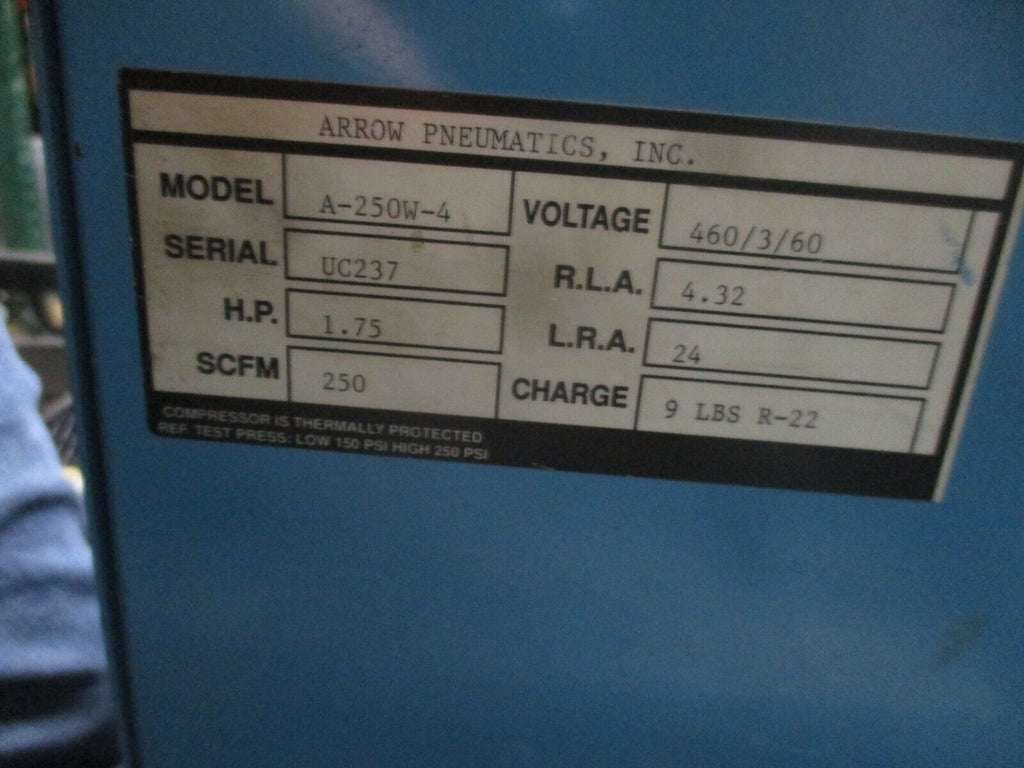 ARROW PNEUMATICS, INC.
MODEL A-250W-4 VOLTAGE 460/3/60
SERIAL UC237 R.L.A. 4.32
H.P. 1.75 L.R.A. 24
SCFM 250 CHARGE 9 LBS R-22
COMPRESSOR IS THERMALLY PROTECTED
REF. TEST PRESS: LOW 150 PSI HIGH 250 PSI